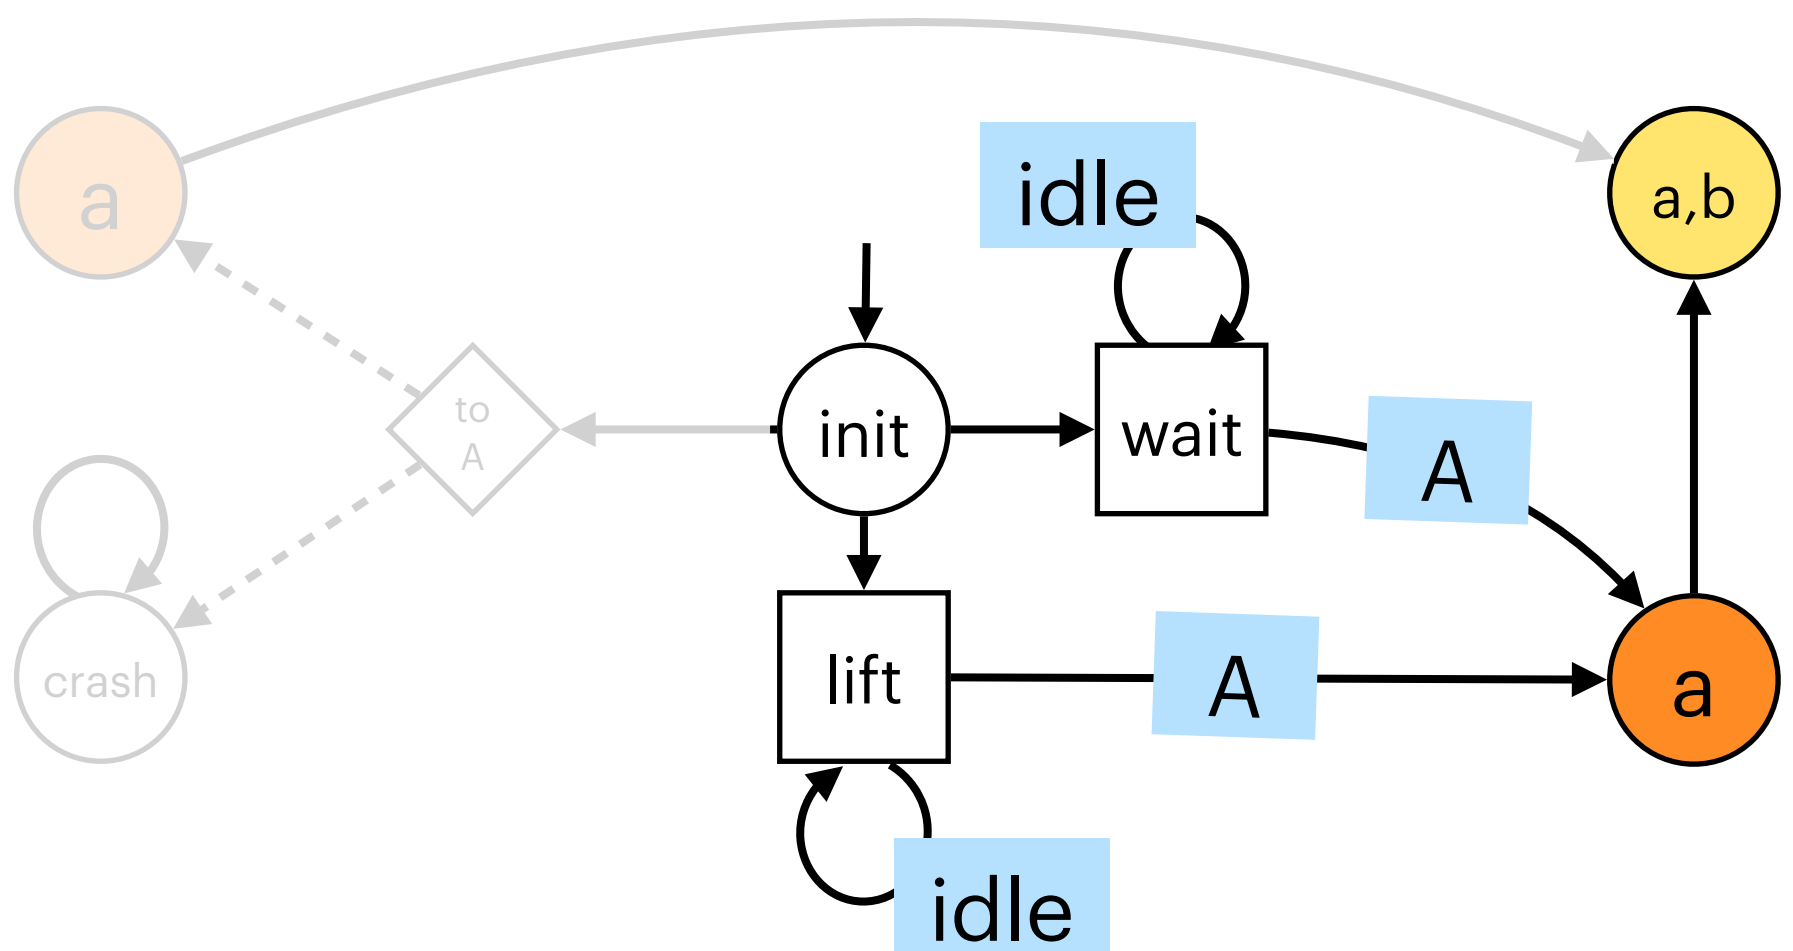 a
idle
a,b
to
A
init
wait
A
crash
lift
A
a
idle